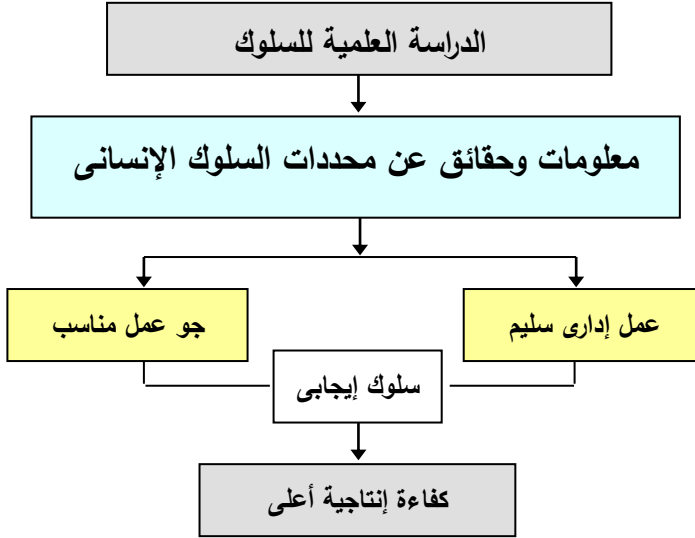 الدراسة العلمية للسلوك
معلومات وحقائق عن محددات السلوك الإنسانى
عمل إدارى سليم
جو عمل مناسب
سلوك إيجابى
كفاءة إنتاجية أعلى